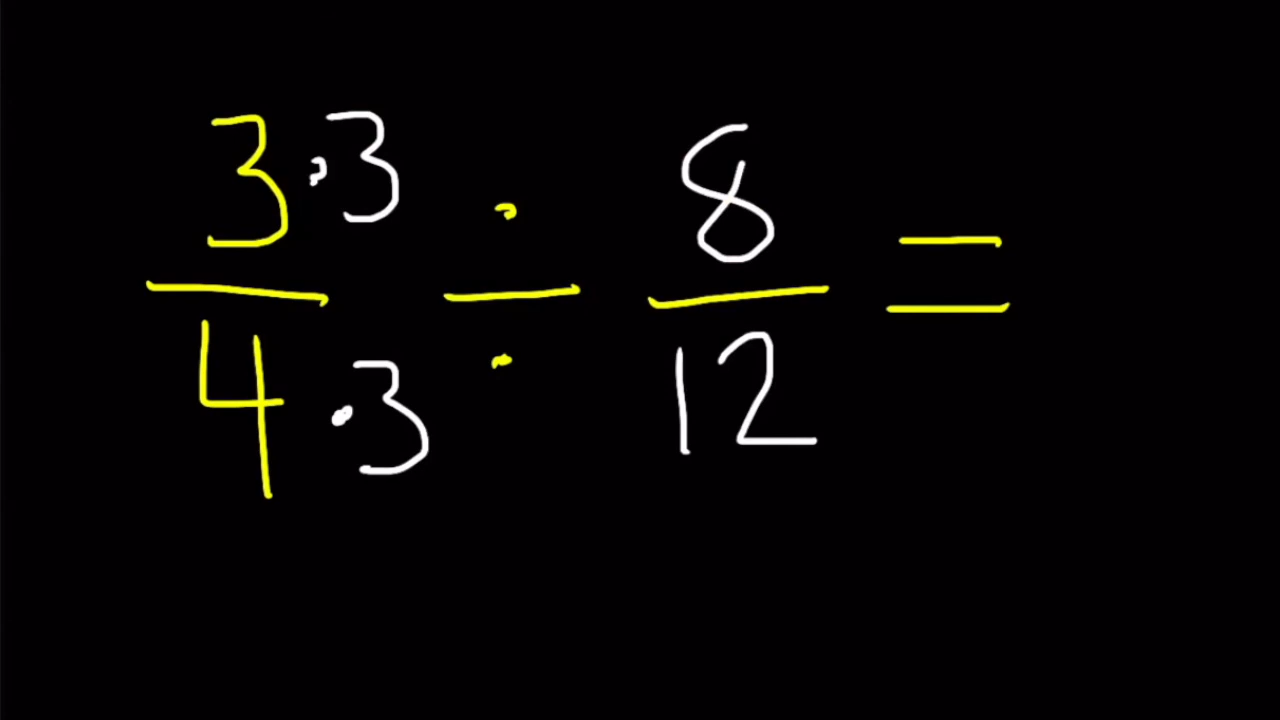 3·3 8
— ÷ — =
4·3 12